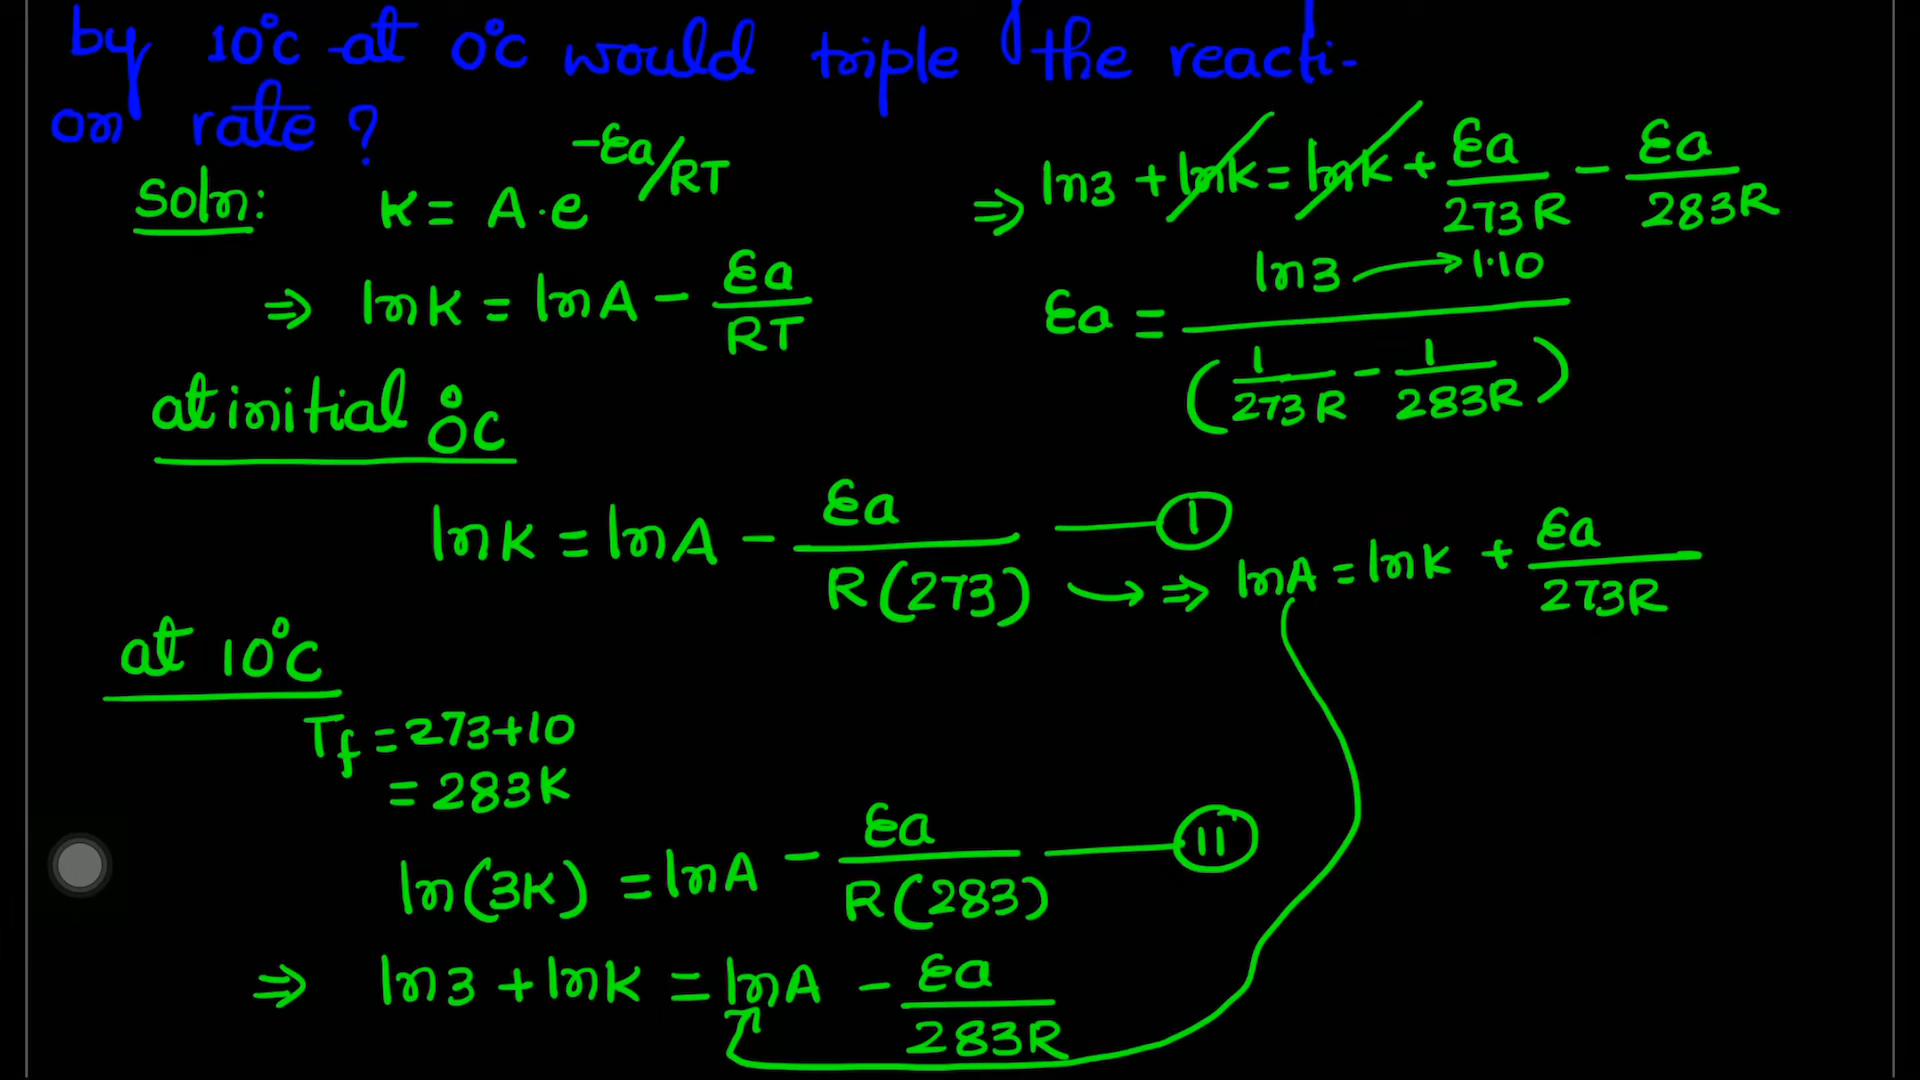 by 10°c at 0°c would triple the reacti-
on rate ?
Soln: K = A·e^-Ea/RT
⇒ lnK = lnA - Ea/RT
at initial 0°C
lnK = lnA - Ea/R(273) — I
at 10°C
Tf = 273+10
= 283K
ln(3K) = lnA - Ea/R(283) — II
⇒ ln3 + lnK = lnA - Ea/283R
⇒ ln3 + lnK = lnK + Ea/273R - Ea/283R
Ea = ln3 → 1.10 / (1/273R - 1/283R)
→ ⇒ lnA = lnK + Ea/273R